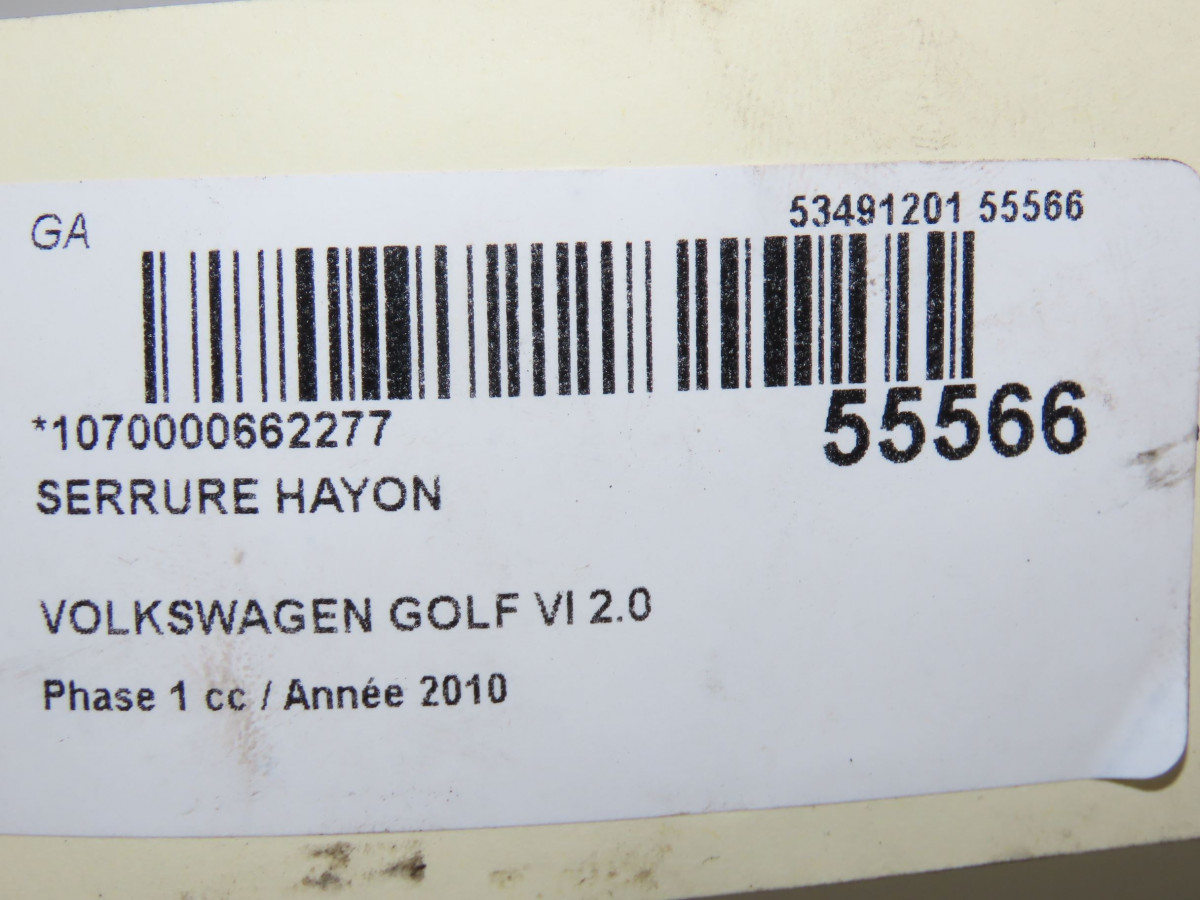 GA
53491201 55566
*1070000662277
55566
SERRURE HAYON
VOLKSWAGEN GOLF VI 2.0
Phase 1 cc / Année 2010